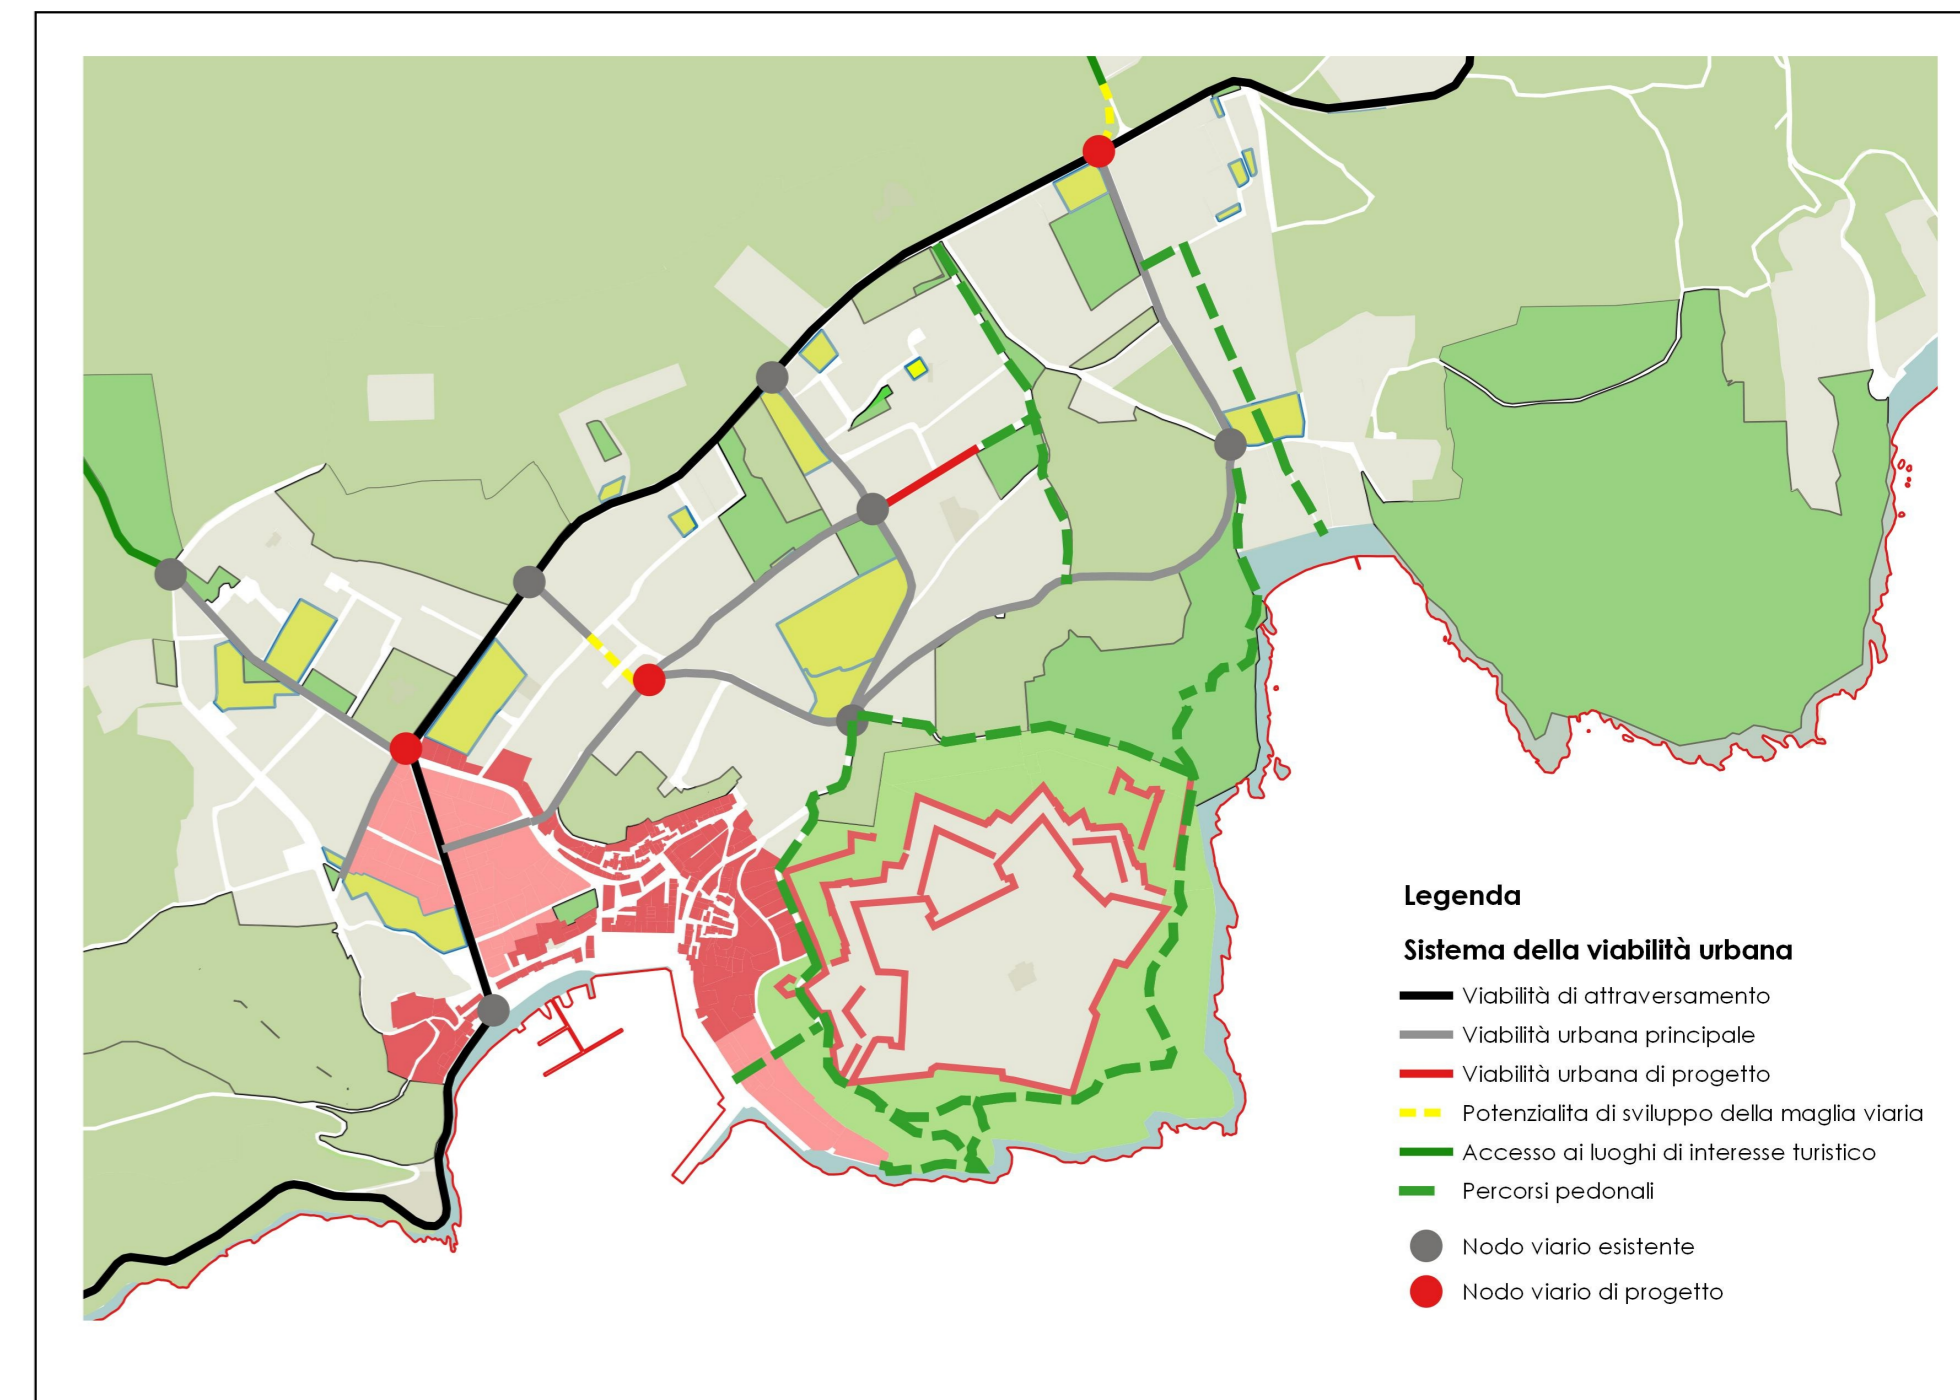 Legenda
Sistema della viabilità urbana
Viabilità di attraversamento
Viabilità urbana principale
Viabilità urbana di progetto
Potenzialita di sviluppo della maglia viaria
Accesso ai luoghi di interesse turistico
Percorsi pedonali
Nodo viario esistente
Nodo viario di progetto